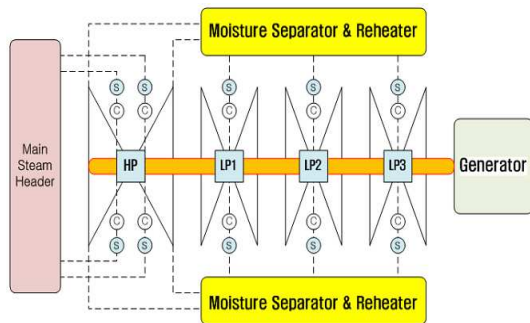 Moisture Separator & Reheater
S S S S S
C C C C C
Main
Steam
Header
HP
LP1
LP2
LP3
Generator
C C C C C
S S S S S
Moisture Separator & Reheater